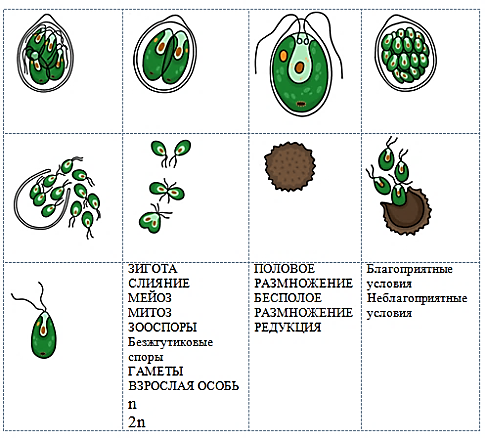 ЗИГОТА
СЛИЯНИЕ
МЕЙОЗ
МИТОЗ
ЗООСПОРЫ
Безжгутиковые
споры
ГАМЕТЫ
ВЗРОСЛАЯ ОСОБЬ
n
2n
ПОЛОВОЕ
РАЗМНОЖЕНИЕ
БЕСПОЛОЕ
РАЗМНОЖЕНИЕ
РЕДУКЦИЯ
Благоприятные
условия
Неблагоприятные
условия